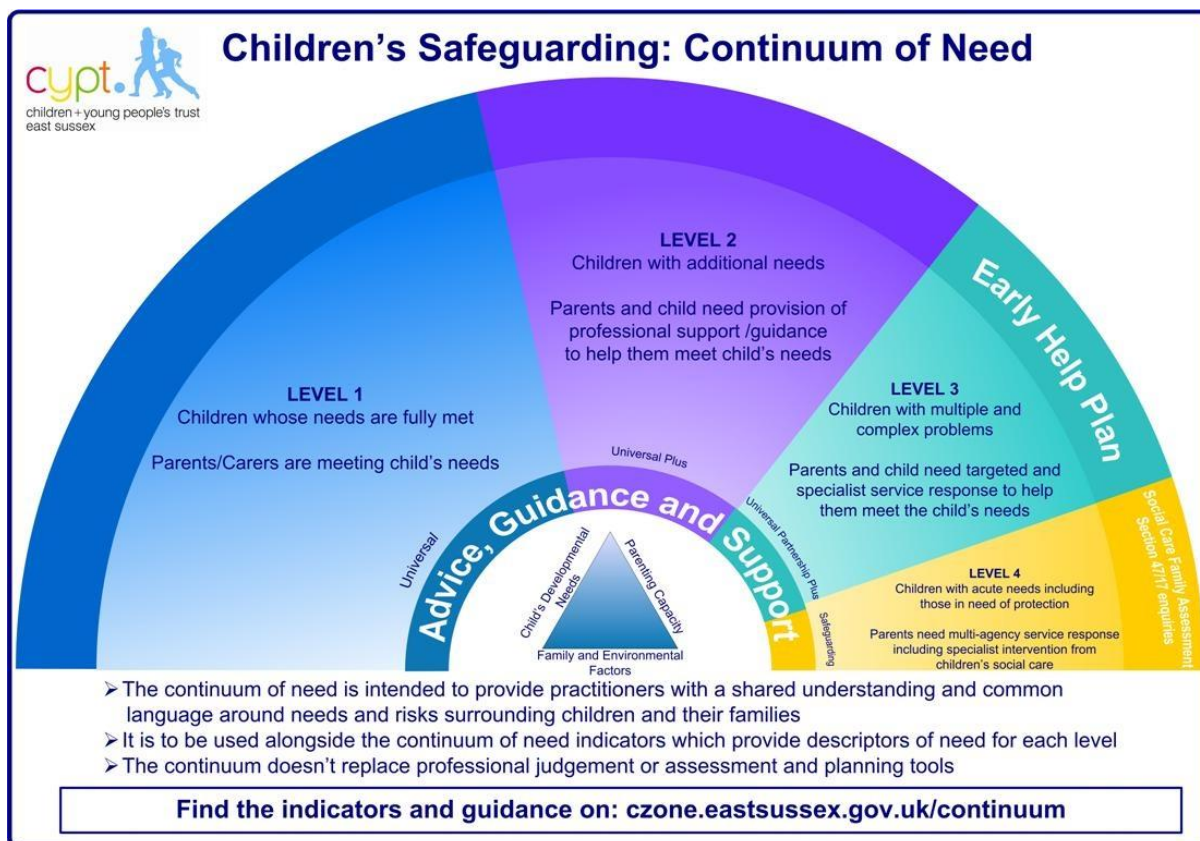 cypt.
children + young people's trust
east sussex
Children's Safeguarding: Continuum of Need
LEVEL 1
Children whose needs are fully met
Parents/Carers are meeting child's needs
LEVEL 2
Children with additional needs
Parents and child need provision of
professional support /guidance
to help them meet child's needs
LEVEL 3
Children with multiple and
complex problems
Parents and child need targeted and
specialist service response to help
them meet the child's needs
LEVEL 4
Children with acute needs including
those in need of protection
Parents need multi-agency service response
including specialist intervention from
children's social care
Early Help Plan
Social Care Family Assessment
Section 47/17 enquiries
Universal
Universal Plus
Universal Partnership Plus
Safeguarding
Advice, Guidance and Support
Child's Developmental
Needs
Parenting Capacity
Family and Environmental
Factors
➢ The continuum of need is intended to provide practitioners with a shared understanding and common
language around needs and risks surrounding children and their families
➢ It is to be used alongside the continuum of need indicators which provide descriptors of need for each level
➢ The continuum doesn't replace professional judgement or assessment and planning tools
Find the indicators and guidance on: czone.eastsussex.gov.uk/continuum